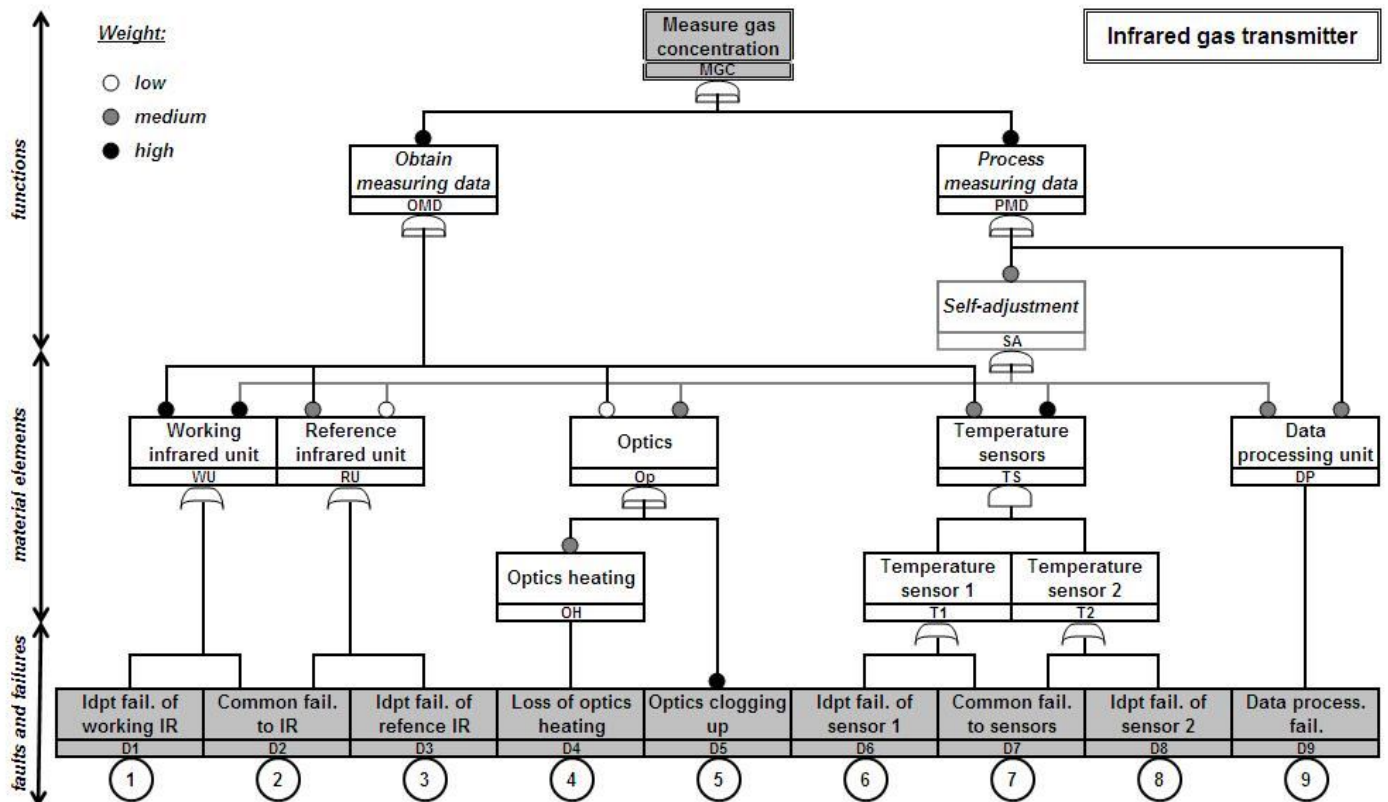 Measure gas
concentration
MGC
Infrared gas transmitter
Weight:
low
medium
high
functions
Obtain
measuring data
OMD
Process
measuring data
PMD
Self-adjustment
SA
material elements
Working
infrared unit
WU
Reference
infrared unit
RU
Optics
Op
Temperature
sensors
TS
Data
processing unit
DP
Optics heating
OH
Temperature
sensor 1
T1
Temperature
sensor 2
T2
faults and failures
Idpt fail. of
working IR
D1
Common fail.
to IR
D2
Idpt fail. of
refence IR
D3
Loss of optics
heating
D4
Optics clogging
up
D5
Idpt fail. of
sensor 1
D6
Common fail.
to sensors
D7
Idpt fail. of
sensor 2
D8
Data process.
fail.
D9
1
2
3
4
5
6
7
8
9